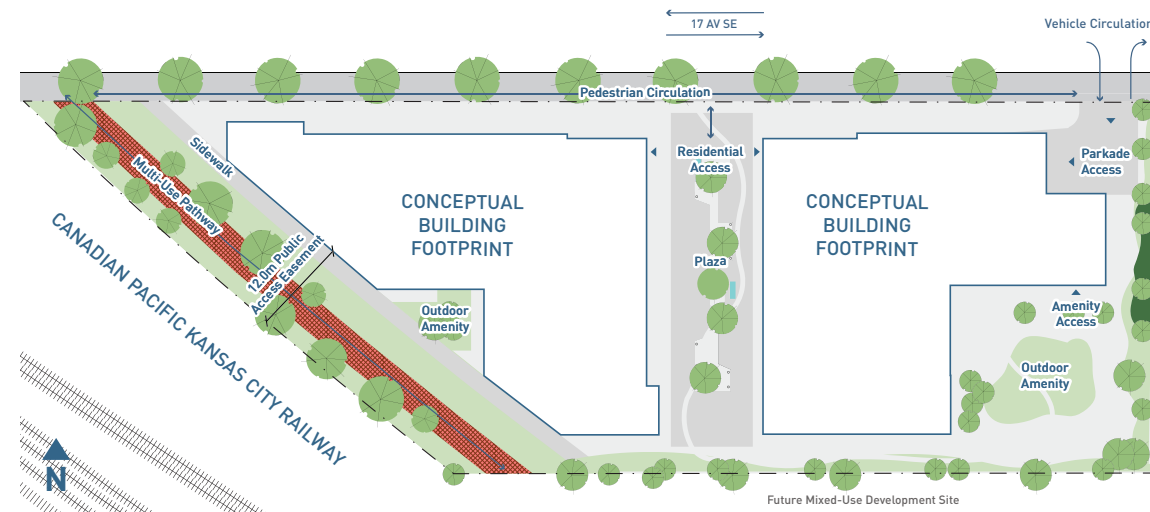 17 AV SE
Vehicle Circulation
Pedestrian Circulation
Sidewalk
Multi-Use Pathway
Residential
Access
Parkade
Access
CONCEPTUAL
BUILDING
FOOTPRINT
CONCEPTUAL
BUILDING
FOOTPRINT
CANADIAN PACIFIC KANSAS CITY RAILWAY
12.0m Public
Access Easement
Plaza
Outdoor
Amenity
Amenity
Access
Outdoor
Amenity
N
Future Mixed-Use Development Site